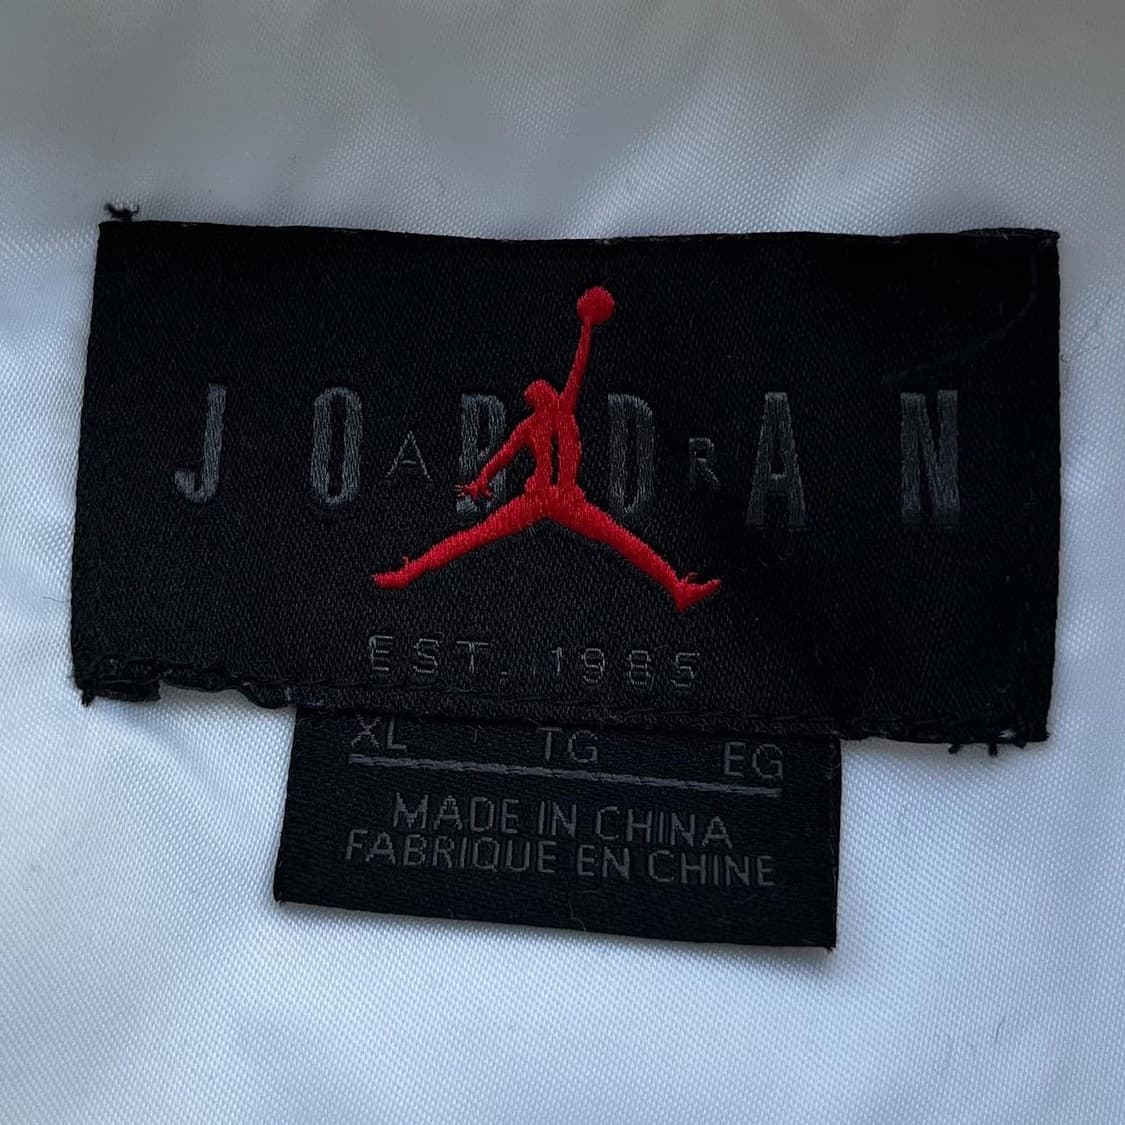 JORDAN
AIR
EST. 1985
XL TG EG
MADE IN CHINA
FABRIQUE EN CHINE